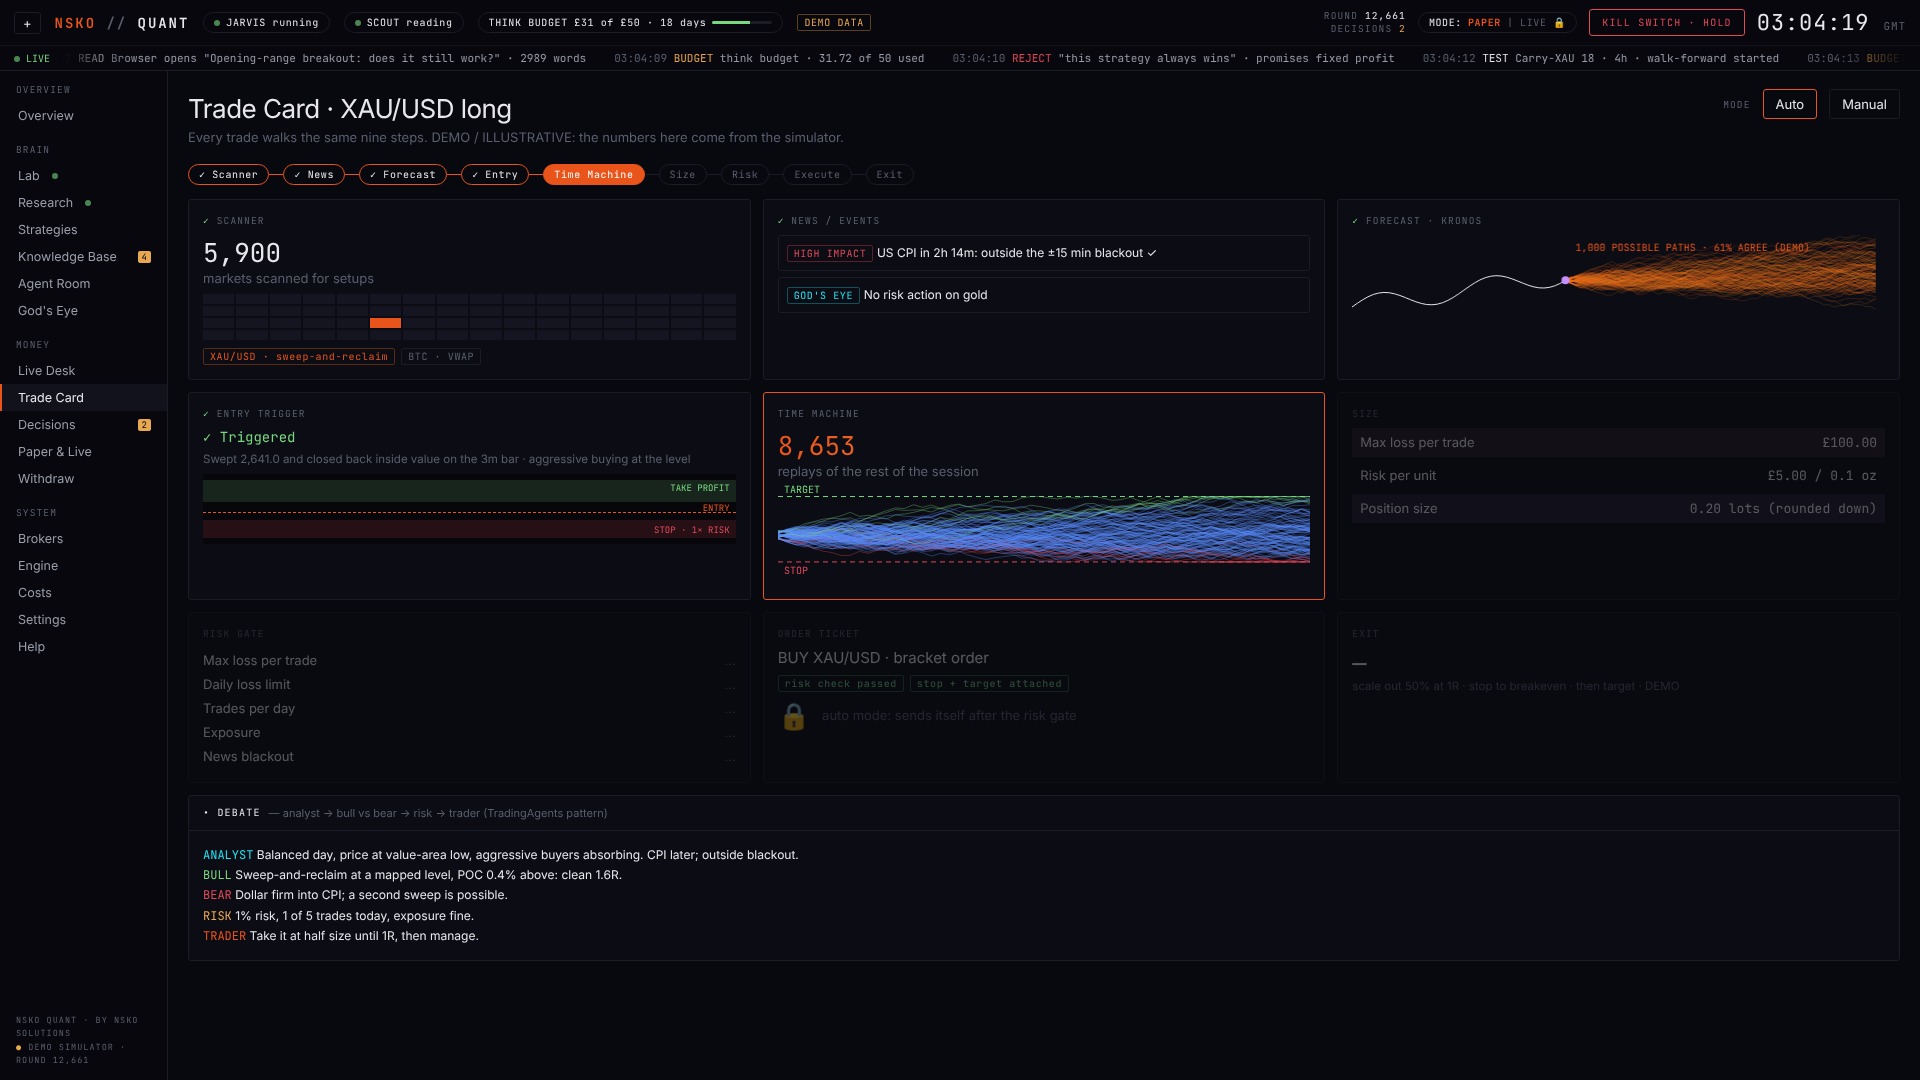 + NSKO // QUANT JARVIS running SCOUT reading THINK BUDGET £31 of £50 · 18 days DEMO DATA ROUND 12,661 DECISIONS 2 MODE: PAPER | LIVE KILL SWITCH · HOLD 03:04:19 GMT
LIVE READ Browser opens "Opening-range breakout: does it still work?" · 2989 words 03:04:09 BUDGET think budget · 31.72 of 50 used 03:04:10 REJECT "this strategy always wins" · promises fixed profit 03:04:12 TEST Carry-XAU 18 · 4h · walk-forward started 03:04:13 BUDGE
OVERVIEW
Overview
BRAIN
Lab
Research
Strategies
Knowledge Base 4
Agent Room
God's Eye
MONEY
Live Desk
Trade Card
Decisions 2
Paper & Live
Withdraw
SYSTEM
Brokers
Engine
Costs
Settings
Help
NSKO QUANT · BY NSKO
SOLUTIONS
DEMO SIMULATOR ·
ROUND 12,661
Trade Card · XAU/USD long
Every trade walks the same nine steps. DEMO / ILLUSTRATIVE: the numbers here come from the simulator.
MODE Auto Manual
✓ Scanner ✓ News ✓ Forecast ✓ Entry Time Machine Size Risk Execute Exit
✓ SCANNER
5,900
markets scanned for setups
XAU/USD · sweep-and-reclaim BTC · VWAP
✓ NEWS / EVENTS
HIGH IMPACT US CPI in 2h 14m: outside the ±15 min blackout ✓
GOD'S EYE No risk action on gold
✓ FORECAST · KRONOS
1,000 POSSIBLE PATHS · 61% AGREE (DEMO)
✓ ENTRY TRIGGER
✓ Triggered
Swept 2,641.0 and closed back inside value on the 3m bar · aggressive buying at the level
TAKE PROFIT
ENTRY
STOP · 1× RISK
TIME MACHINE
8,653
replays of the rest of the session
TARGET
STOP
SIZE
Max loss per trade £100.00
Risk per unit £5.00 / 0.1 oz
Position size 0.20 lots (rounded down)
RISK GATE
Max loss per trade …
Daily loss limit …
Trades per day …
Exposure …
News blackout …
ORDER TICKET
BUY XAU/USD · bracket order
risk check passed stop + target attached
auto mode: sends itself after the risk gate
EXIT
—
scale out 50% at 1R · stop to breakeven · then target · DEMO
• DEBATE — analyst → bull vs bear → risk → trader (TradingAgents pattern)
ANALYST Balanced day, price at value-area low, aggressive buyers absorbing. CPI later; outside blackout.
BULL Sweep-and-reclaim at a mapped level, POC 0.4% above: clean 1.6R.
BEAR Dollar firm into CPI; a second sweep is possible.
RISK 1% risk, 1 of 5 trades today, exposure fine.
TRADER Take it at half size until 1R, then manage.